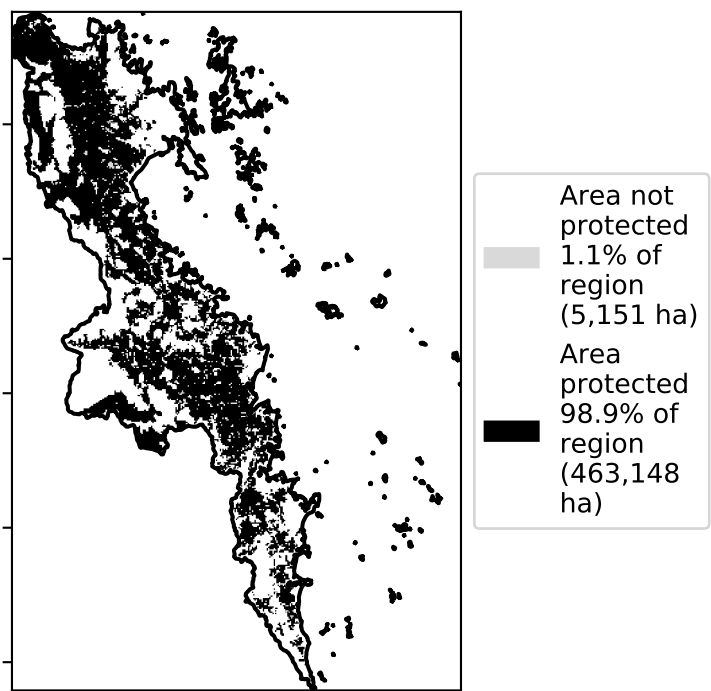 Area not
protected
1.1% of
region
(5,151 ha)
Area
protected
98.9% of
region
(463,148
ha)